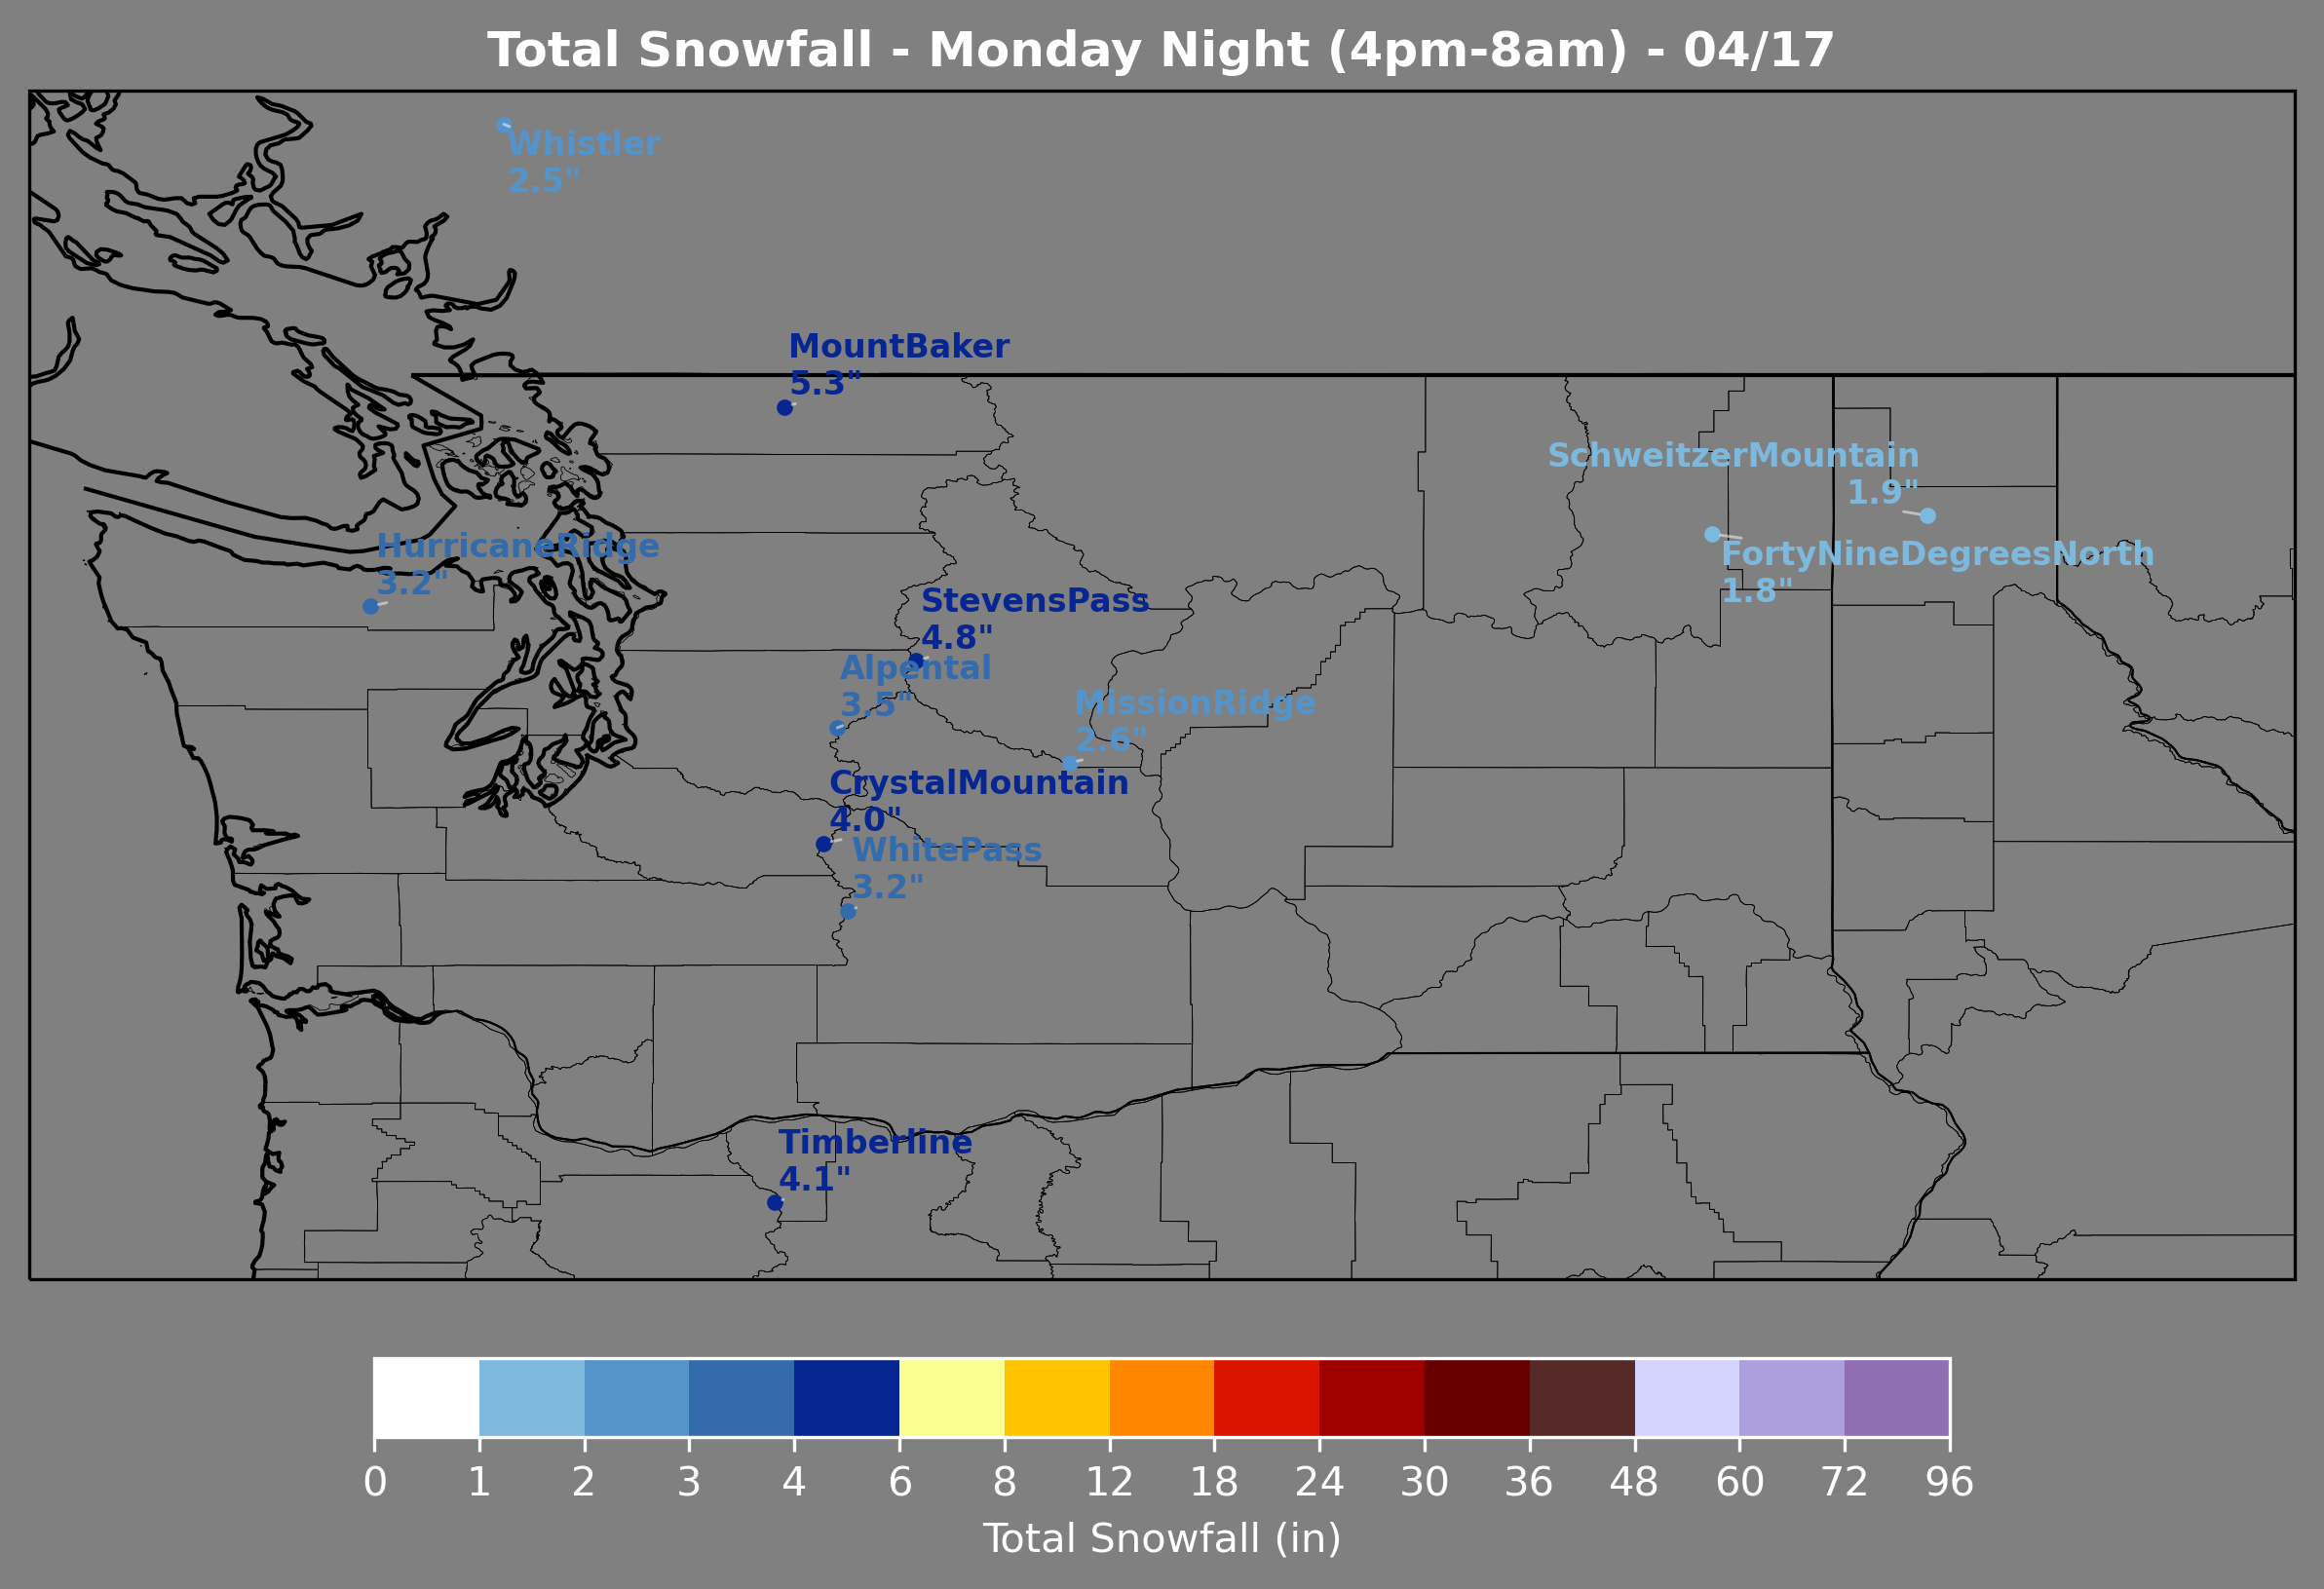 Total Snowfall - Monday Night (4pm-8am) - 04/17
Whistler
2.5"
MountBaker
5.3"
SchweitzerMountain
1.9"
HurricaneRidge
3.2"
FortyNineDegreesNorth
1.8"
StevensPass
4.8"
Alpental
3.5"
MissionRidge
2.6"
CrystalMountain
4.0"
WhitePass
3.2"
Timberline
4.1"
0 1 2 3 4 6 8 12 18 24 30 36 48 60 72 96
Total Snowfall (in)